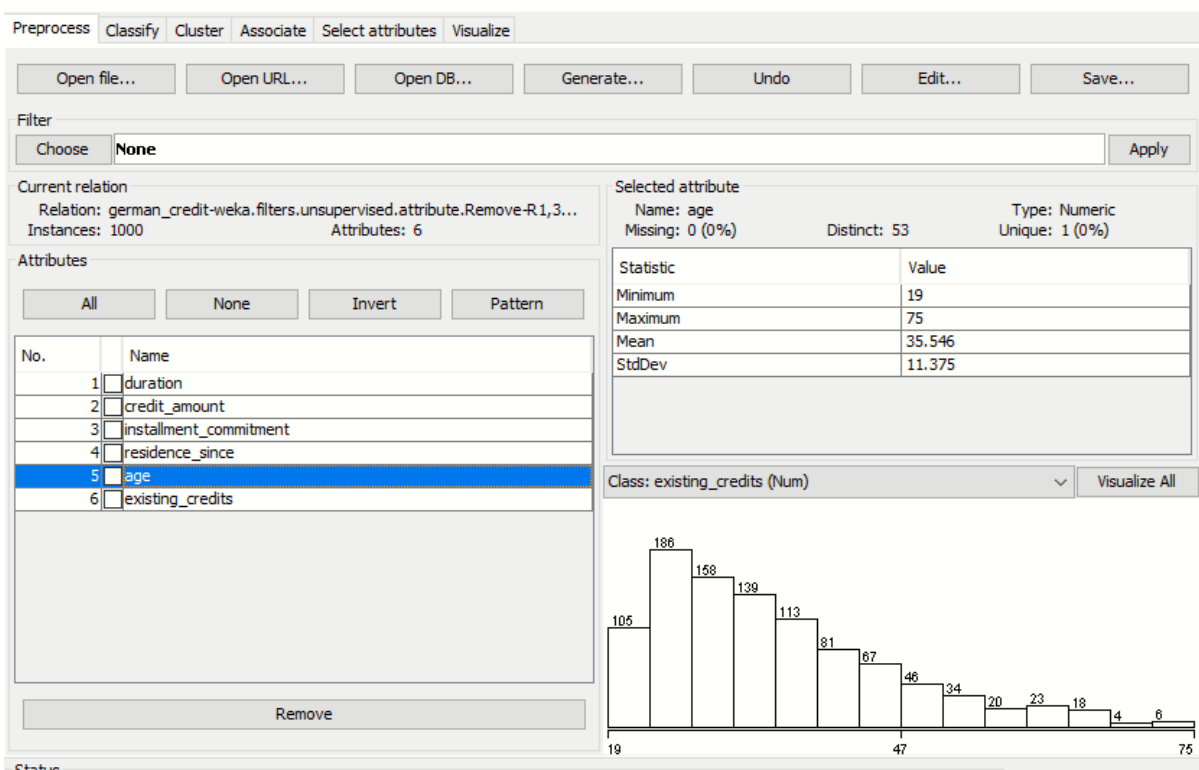 Preprocess Classify Cluster Associate Select attributes Visualize
Open file... Open URL... Open DB... Generate... Undo Edit... Save...
Filter
Choose None Apply
Current relation
Relation: german_credit-weka.filters.unsupervised.attribute.Remove-R1,3...
Instances: 1000 Attributes: 6
Attributes
All None Invert Pattern
No. Name
1 duration
2 credit_amount
3 installment_commitment
4 residence_since
5 age
6 existing_credits
Remove
Selected attribute
Name: age Type: Numeric
Missing: 0 (0%) Distinct: 53 Unique: 1 (0%)
Statistic Value
Minimum 19
Maximum 75
Mean 35.546
StdDev 11.375
Class: existing_credits (Num) Visualize All
105 186 158 139 113 81 67 46 34 20 23 18 4 6
19 47 75
Status